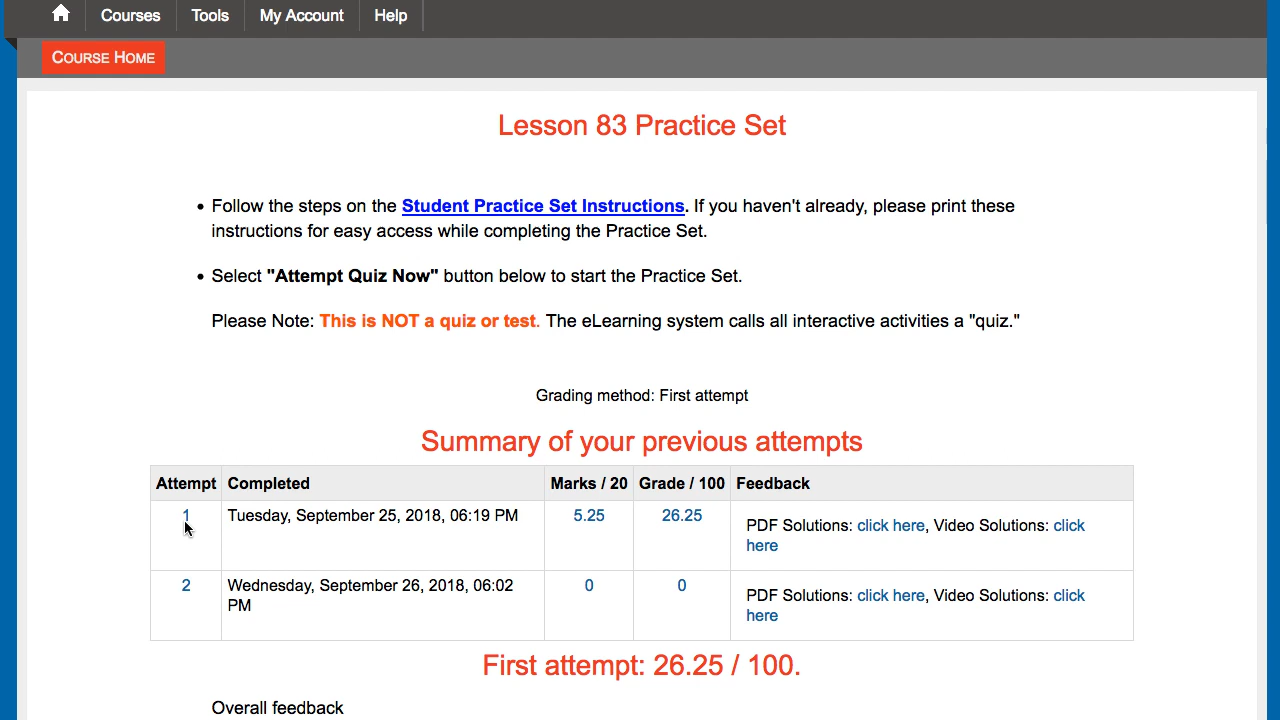 Courses Tools My Account Help
COURSE HOME
Lesson 83 Practice Set
• Follow the steps on the Student Practice Set Instructions. If you haven't already, please print these
instructions for easy access while completing the Practice Set.
• Select "Attempt Quiz Now" button below to start the Practice Set.
Please Note: This is NOT a quiz or test. The eLearning system calls all interactive activities a "quiz."
Grading method: First attempt
Summary of your previous attempts
Attempt Completed Marks / 20 Grade / 100 Feedback
1 Tuesday, September 25, 2018, 06:19 PM 5.25 26.25 PDF Solutions: click here, Video Solutions: click
here
2 Wednesday, September 26, 2018, 06:02 0 0 PDF Solutions: click here, Video Solutions: click
PM here
First attempt: 26.25 / 100.
Overall feedback